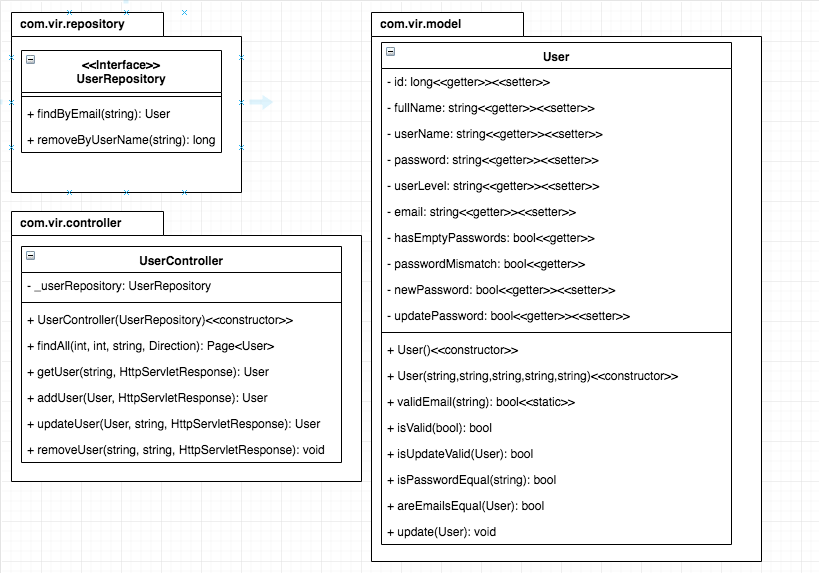 com.vir.repository
<<Interface>>
UserRepository
+ findByEmail(string): User
+ removeByUserName(string): long
com.vir.controller
UserController
- _userRepository: UserRepository
+ UserController(UserRepository)<<constructor>>
+ findAll(int, int, string, Direction): Page<User>
+ getUser(string, HttpServletResponse): User
+ addUser(User, HttpServletResponse): User
+ updateUser(User, string, HttpServletResponse): User
+ removeUser(string, string, HttpServletResponse): void
com.vir.model
User
- id: long<<getter>><<setter>>
- fullName: string<<getter>><<setter>>
- userName: string<<getter>><<setter>>
- password: string<<getter>><<setter>>
- userLevel: string<<getter>><<setter>>
- email: string<<getter>><<setter>>
- hasEmptyPasswords: bool<<getter>>
- passwordMismatch: bool<<getter>>
- newPassword: bool<<getter>><<setter>>
- updatePassword: bool<<getter>><<setter>>
+ User()<<constructor>>
+ User(string,string,string,string,string)<<constructor>>
+ validEmail(string): bool<<static>>
+ isValid(bool): bool
+ isUpdateValid(User): bool
+ isPasswordEqual(string): bool
+ areEmailsEqual(User): bool
+ update(User): void